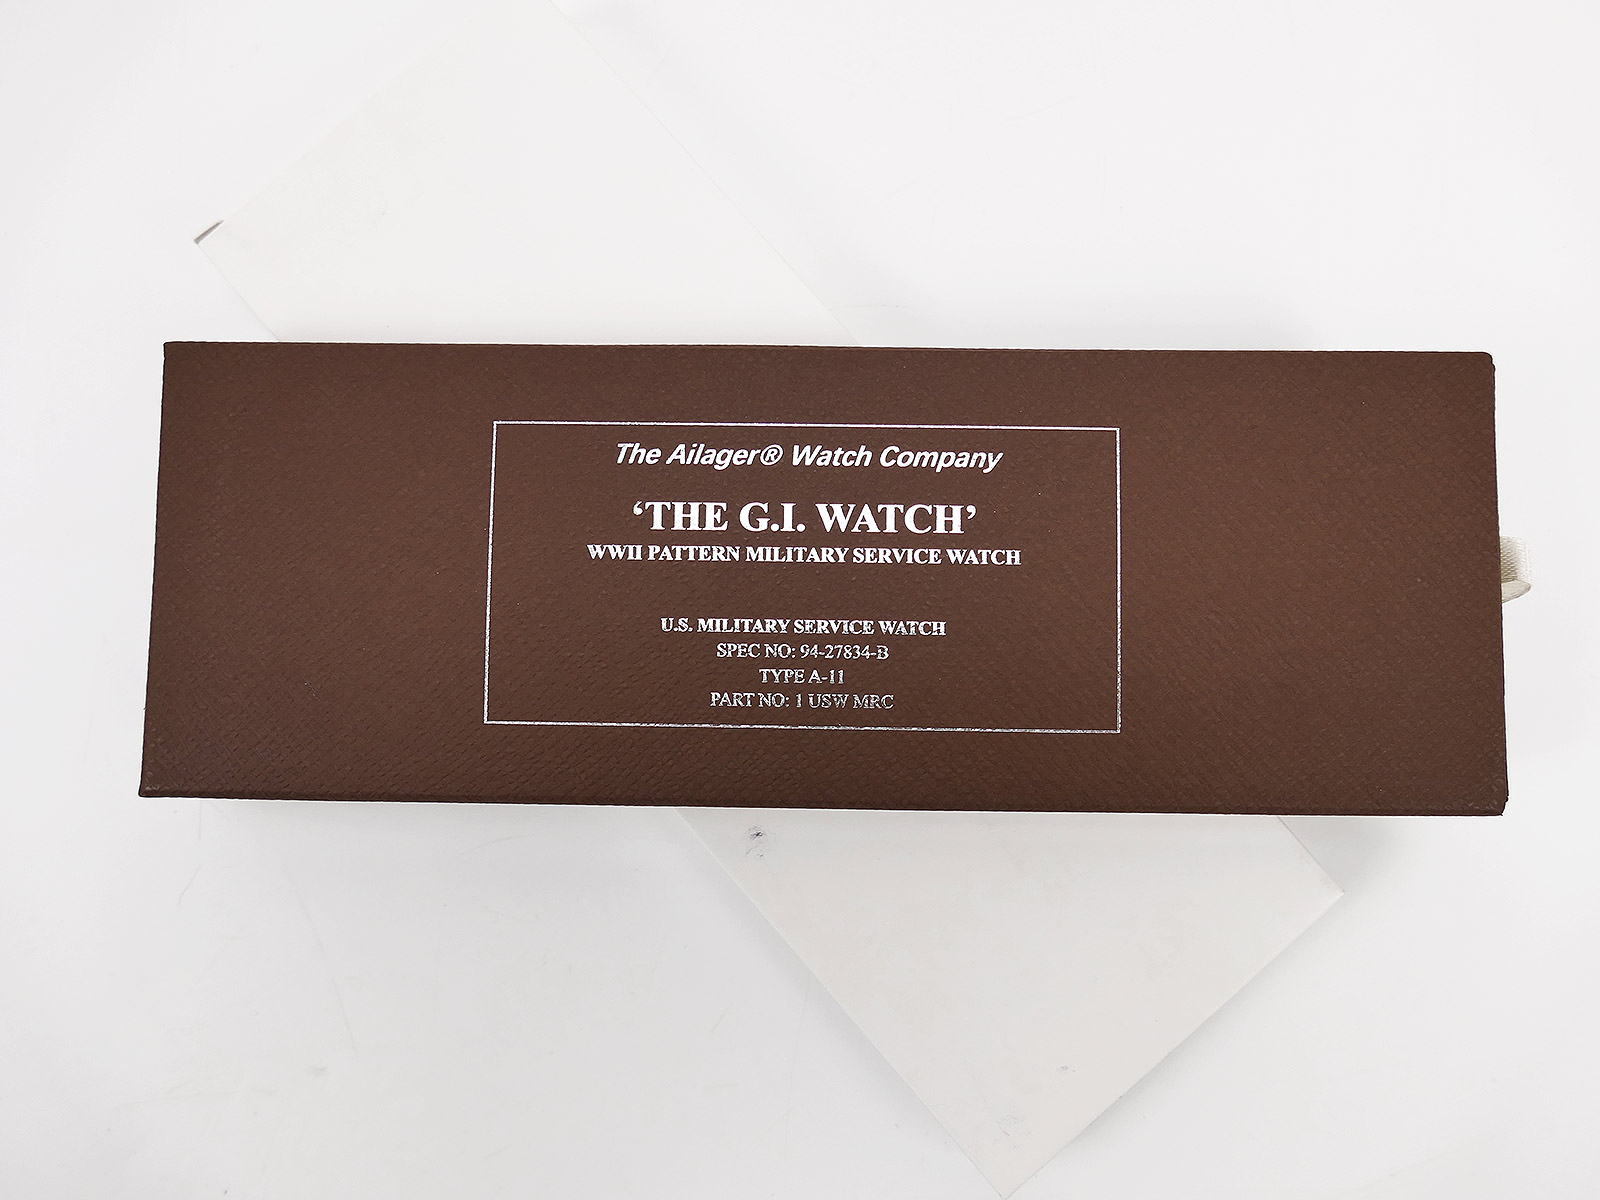 The Ailager® Watch Company
‘THE G.I. WATCH’
WWII PATTERN MILITARY SERVICE WATCH
U.S. MILITARY SERVICE WATCH
SPEC NO: 94-27834-B
TYPE A-11
PART NO: 1 USW MRC